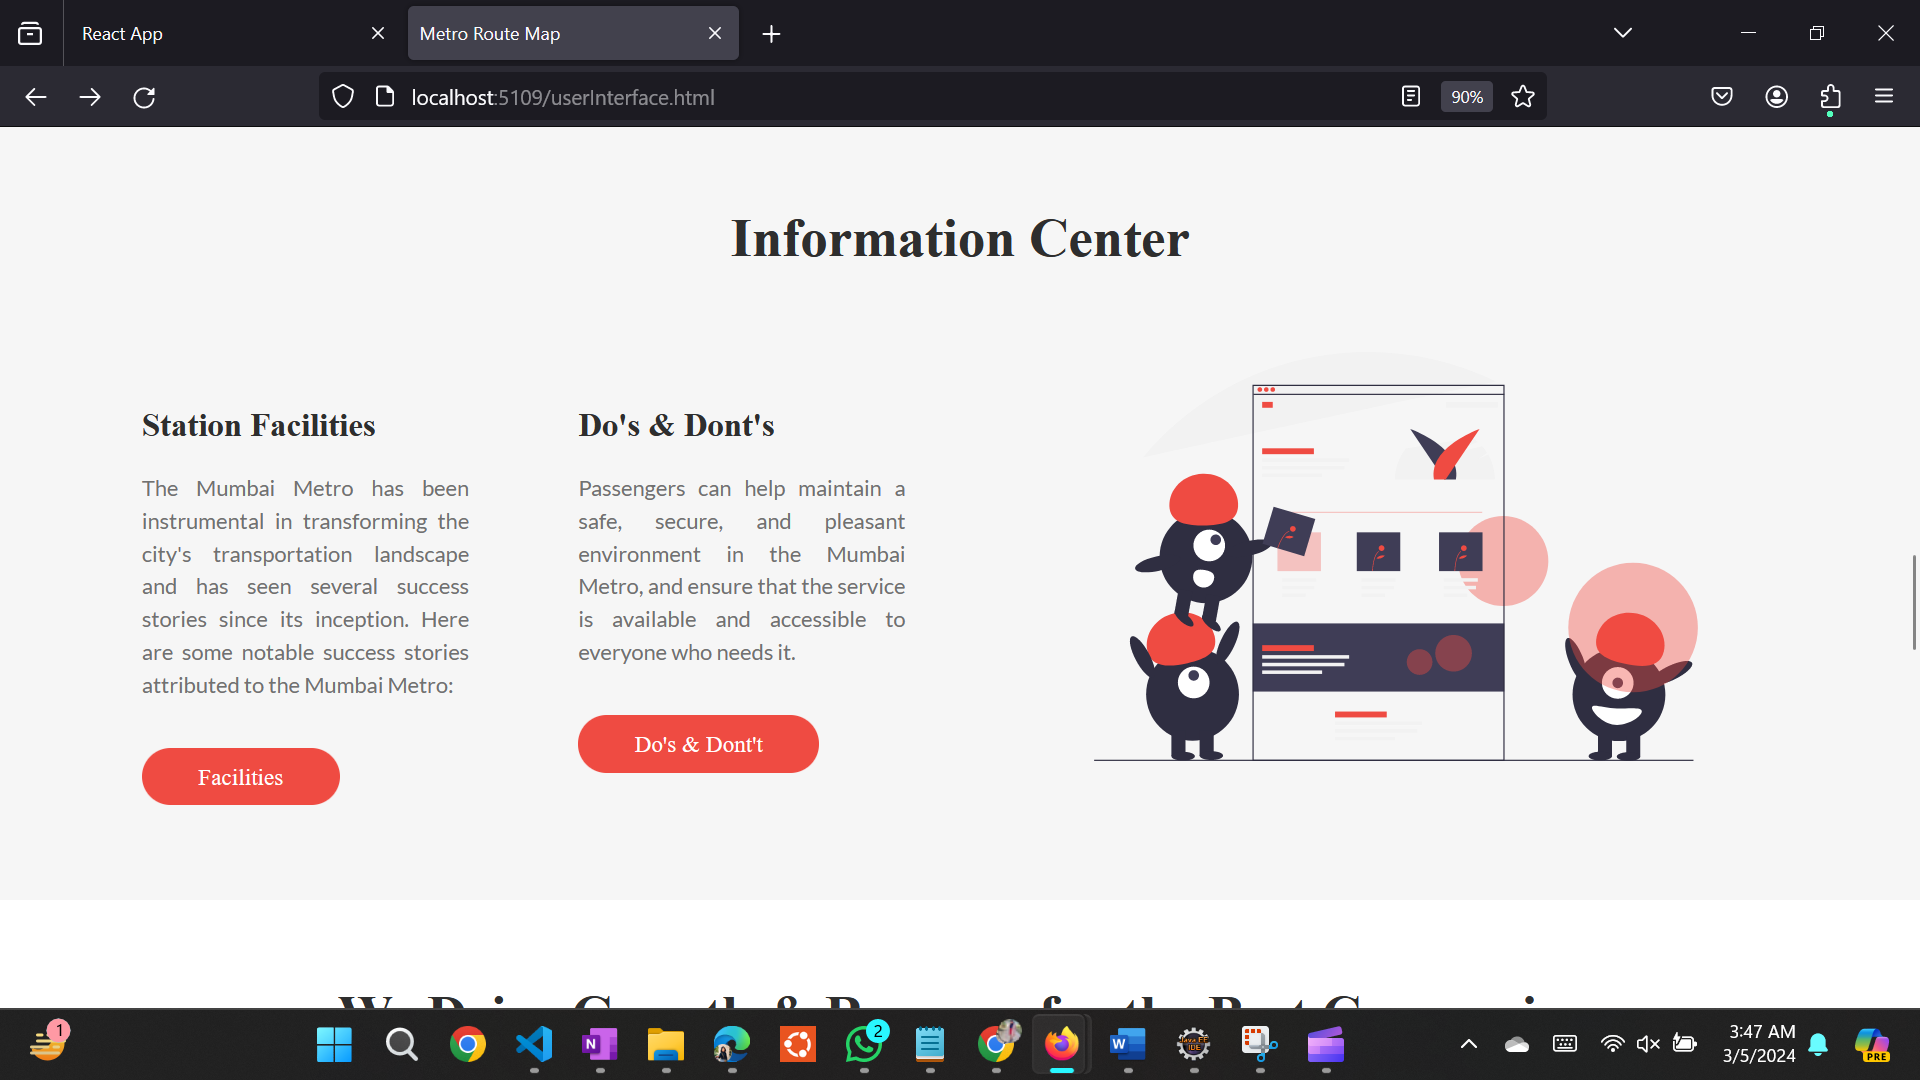 React App
Metro Route Map
localhost:5109/userInterface.html
90%
Information Center
Station Facilities
The Mumbai Metro has been
instrumental in transforming the
city's transportation landscape
and has seen several success
stories since its inception. Here
are some notable success stories
attributed to the Mumbai Metro:
Facilities
Do's & Dont's
Passengers can help maintain a
safe, secure, and pleasant
environment in the Mumbai
Metro, and ensure that the service
is available and accessible to
everyone who needs it.
Do's & Dont't
1
N
2
W
Java EE
IDE
3:47 AM
3/5/2024
PRE